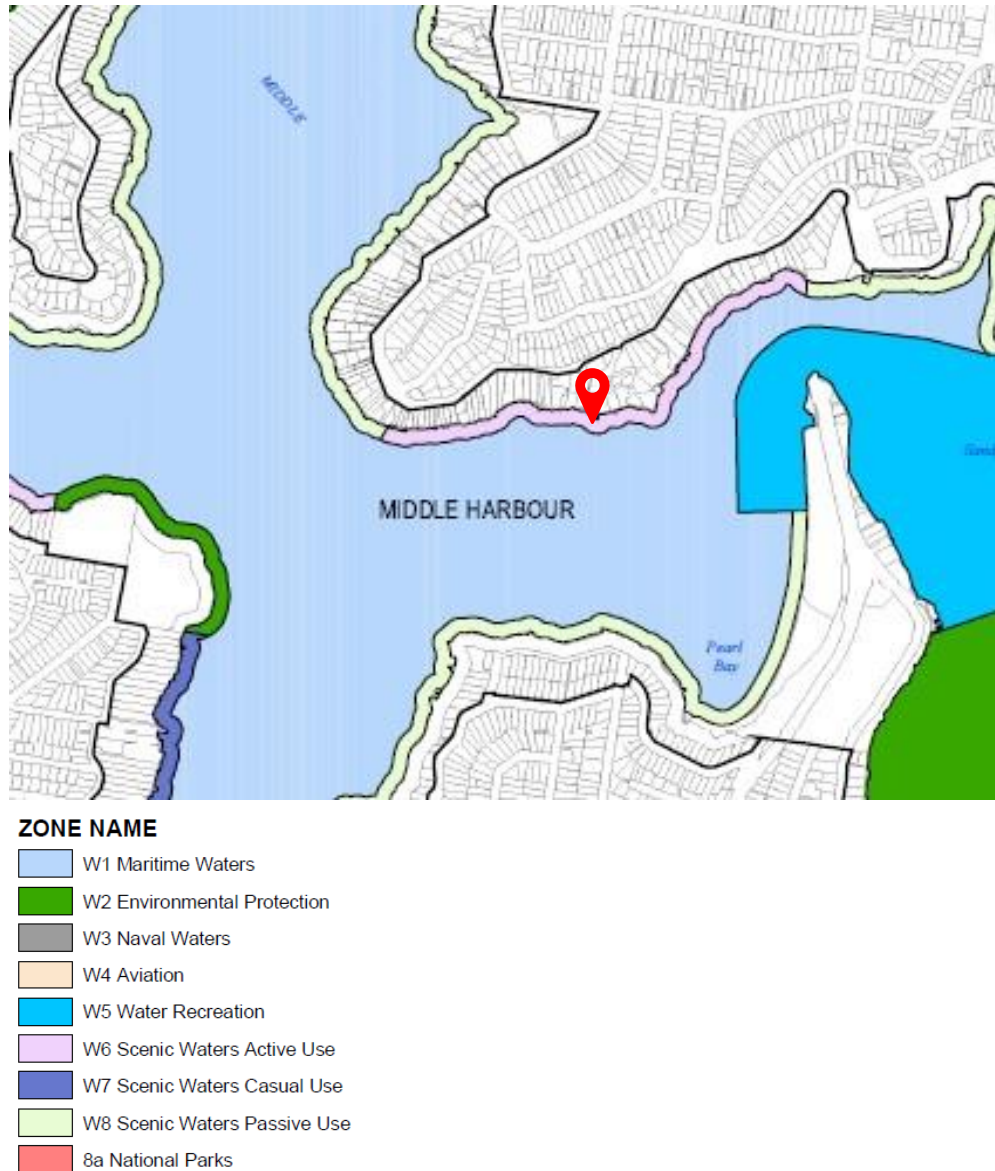 MIDDLE
MIDDLE HARBOUR
Pearl
Bay
ZONE NAME
W1 Maritime Waters
W2 Environmental Protection
W3 Naval Waters
W4 Aviation
W5 Water Recreation
W6 Scenic Waters Active Use
W7 Scenic Waters Casual Use
W8 Scenic Waters Passive Use
8a National Parks